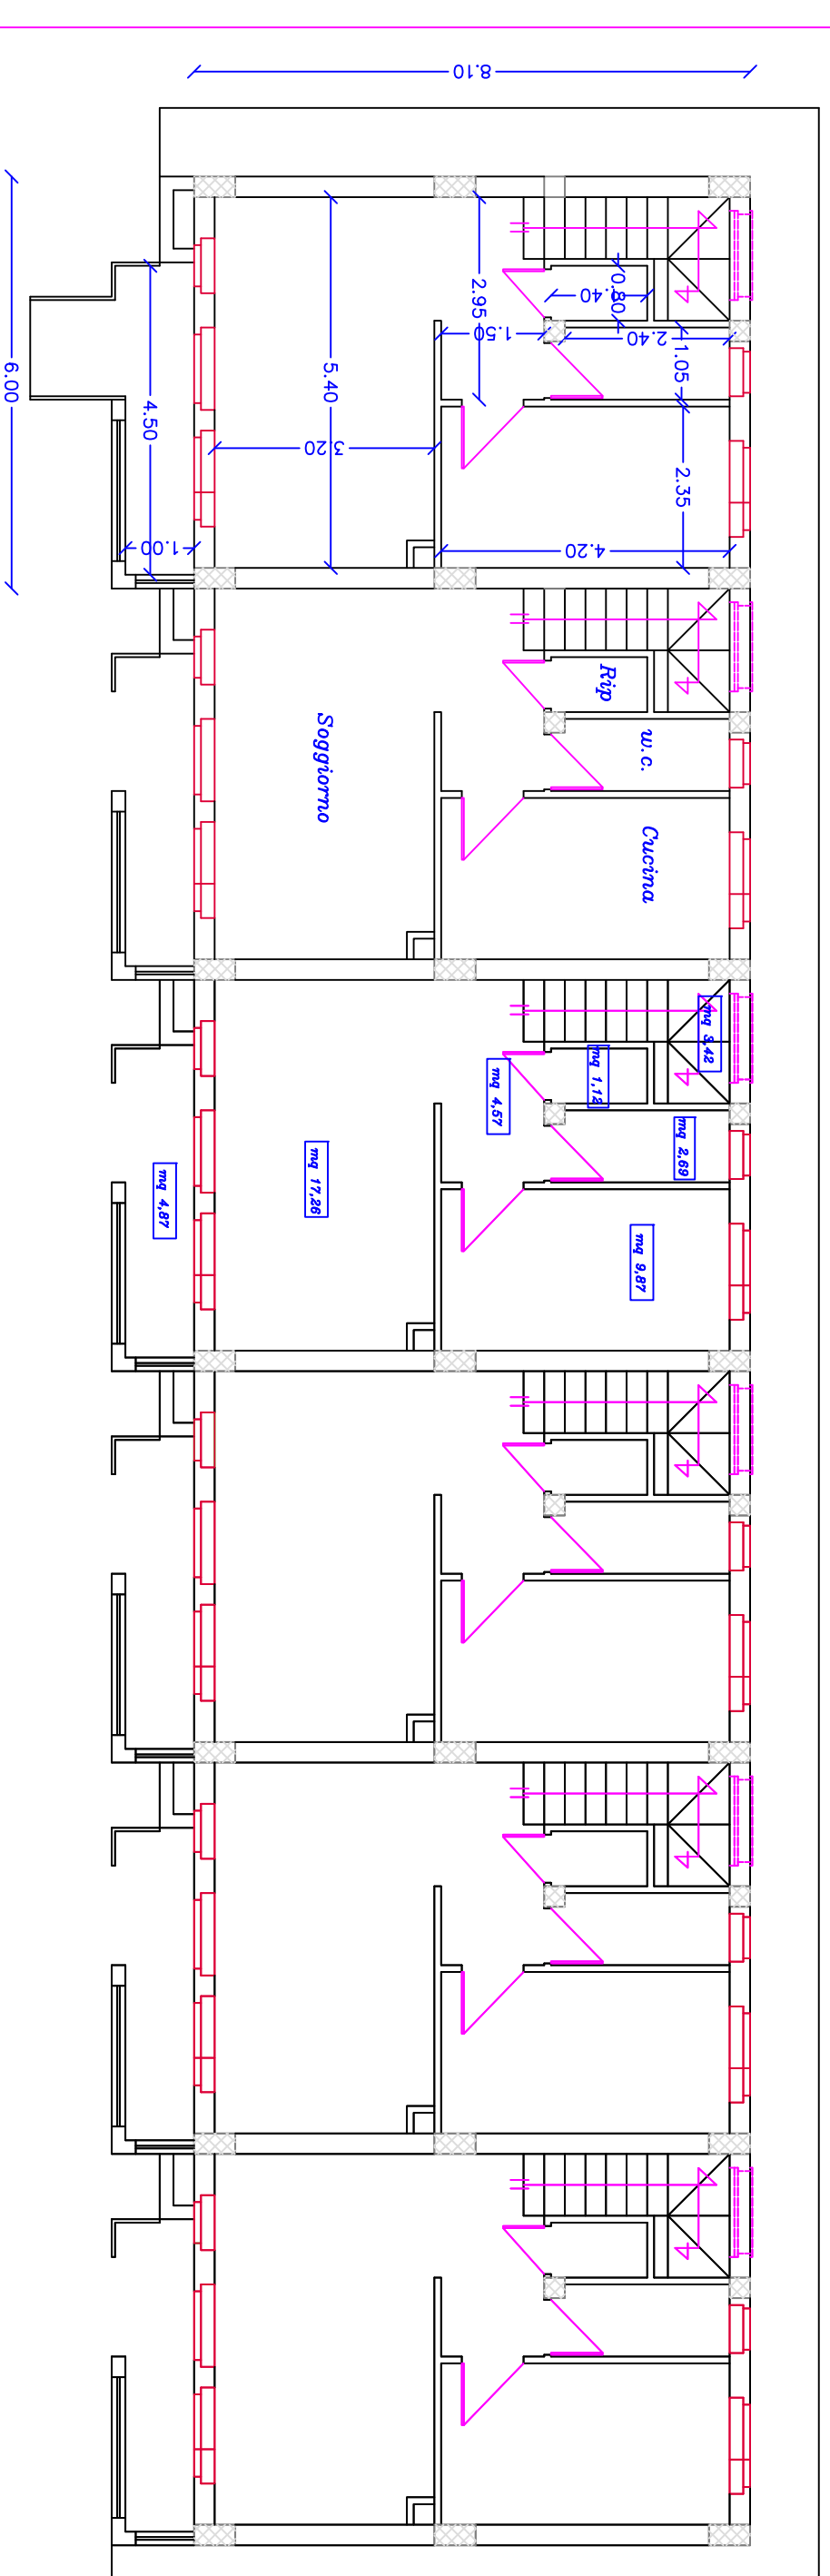 8.10
6.00
4.50
1.00
5.40
3.20
2.95
1.50
1.40
0.80
2.40
1.05
2.35
4.20
Soggiorno
Rip
w.c.
Cucina
mq 3,42
mq 1,12
mq 4,57
mq 2,69
mq 17,26
mq 4,87
mq 9,87